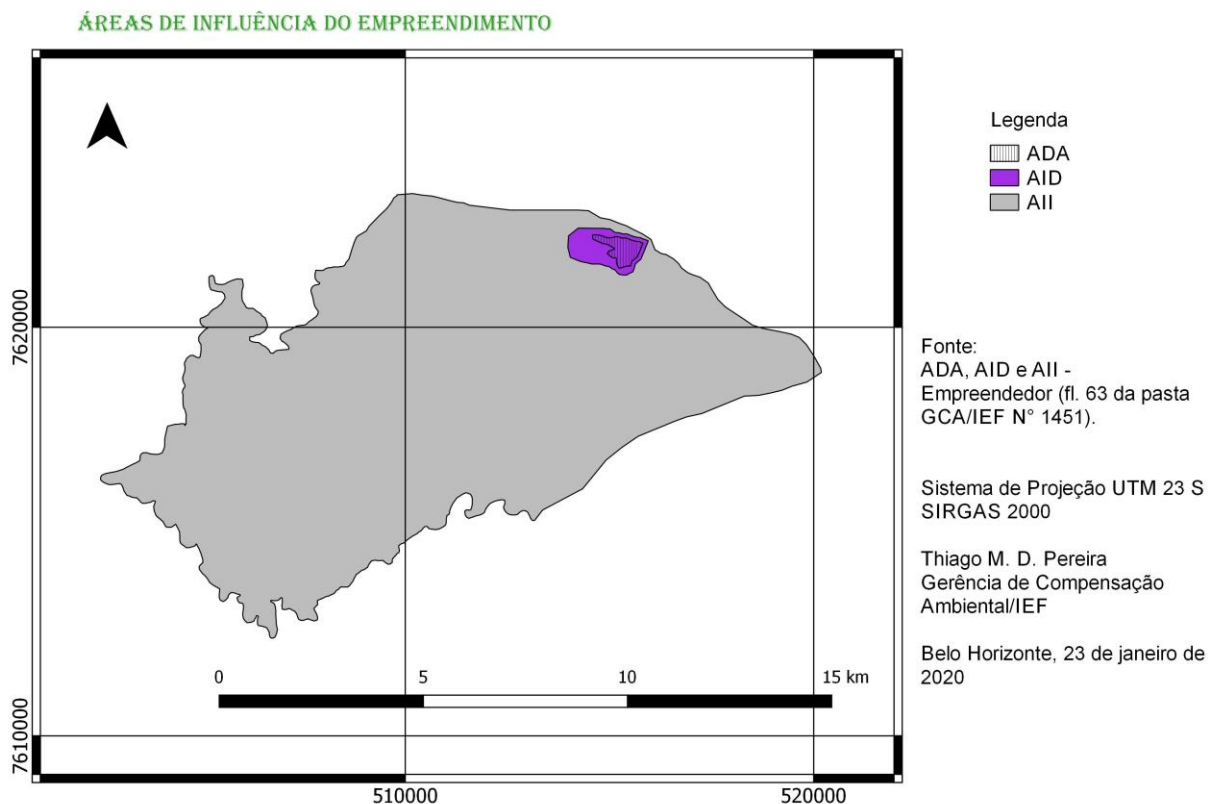 ÁREAS DE INFLUÊNCIA DO EMPREENDIMENTO
Legenda
ADA
AID
AII
7620000
7610000
0 5 10 15 km
510000 520000
Fonte:
ADA, AID e AII -
Empreendedor (fl. 63 da pasta
GCA/IEF N° 1451).
Sistema de Projeção UTM 23 S
SIRGAS 2000
Thiago M. D. Pereira
Gerência de Compensação
Ambiental/IEF
Belo Horizonte, 23 de janeiro de
2020